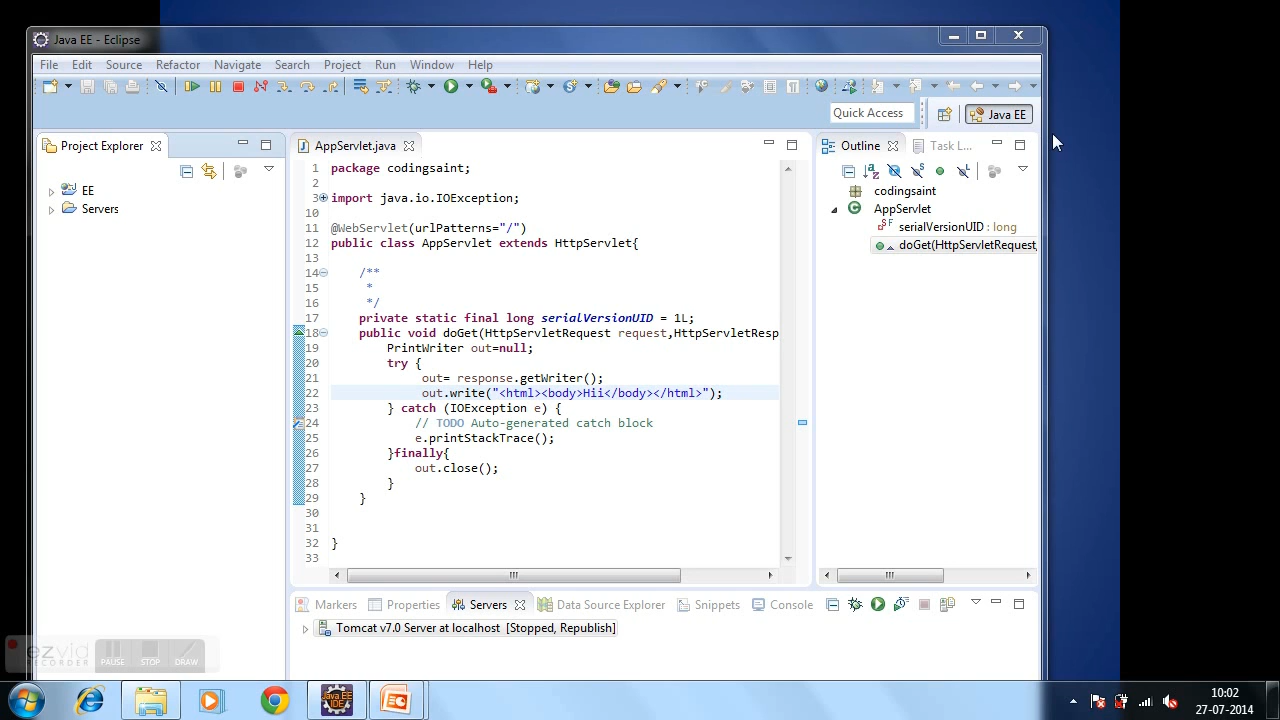 Java EE - Eclipse
File Edit Source Refactor Navigate Search Project Run Window Help
Quick Access
Java EE
Project Explorer
EE
Servers
AppServlet.java
1 package codingsaint;
2
3 import java.io.IOException;
10
11 @WebServlet(urlPatterns="/")
12 public class AppServlet extends HttpServlet{
13
14 /**
15 *
16 */
17 private static final long serialVersionUID = 1L;
18 public void doGet(HttpServletRequest request,HttpServletResp
19 PrintWriter out=null;
20 try {
21 out= response.getWriter();
22 out.write("<html><body>Hii</body></html>");
23 } catch (IOException e) {
24 // TODO Auto-generated catch block
25 e.printStackTrace();
26 }finally{
27 out.close();
28 }
29 }
30
31
32 }
33
Outline
Task L...
codingsaint
AppServlet
serialVersionUID : long
doGet(HttpServletRequest,
Markers Properties Servers Data Source Explorer Snippets Console
Tomcat v7.0 Server at localhost [Stopped, Republish]
ezvid
RECORDER
PAUSE STOP DRAW
Java EE
IDE
10:02
27-07-2014